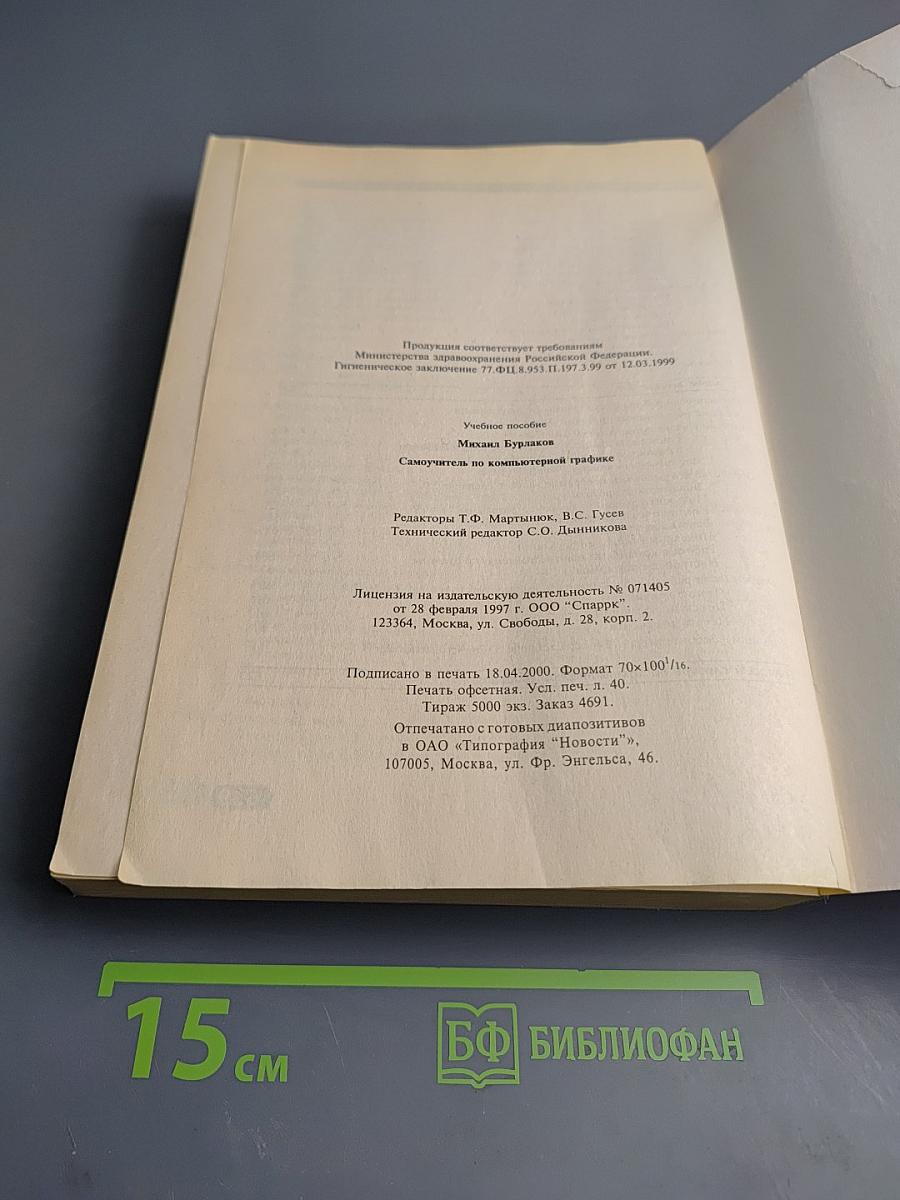 Продукция соответствует требованиям
Министерства здравоохранения Российской Федерации.
Гигиеническое заключение 77.ФЦ.8.953.П.197.3.99 от 12.03.1999
Учебное пособие
Михаил Бурлаков
Самоучитель по компьютерной графике
Редакторы Т.Ф. Мартынюк, В.С. Гусев
Технический редактор С.О. Дынникова
Лицензия на издательскую деятельность № 071405
от 28 февраля 1997 г. ООО “Спаррк”.
123364, Москва, ул. Свободы, д. 28, корп. 2.
Подписано в печать 18.04.2000. Формат 70×100¹/₁₆.
Печать офсетная. Усл. печ. л. 40.
Тираж 5000 экз. Заказ 4691.
Отпечатано с готовых диапозитивов
в ОАО «Типография “Новости”»,
107005, Москва, ул. Фр. Энгельса, 46.
15 см
БФ БИБЛИОФАН